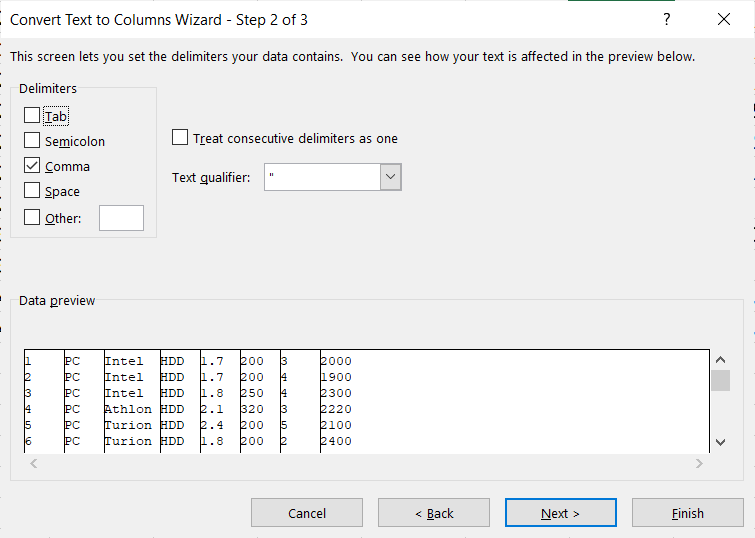 Convert Text to Columns Wizard - Step 2 of 3 ?
This screen lets you set the delimiters your data contains. You can see how your text is affected in the preview below.
Delimiters
Tab
Semicolon
Comma
Space
Other:
Treat consecutive delimiters as one
Text qualifier: "
Data preview
1 PC Intel HDD 1.7 200 3 2000
2 PC Intel HDD 1.7 200 4 1900
3 PC Intel HDD 1.8 250 4 2300
4 PC Athlon HDD 2.1 320 3 2220
5 PC Turion HDD 2.4 200 5 2100
6 PC Turion HDD 1.8 200 2 2400
Cancel < Back Next > Finish